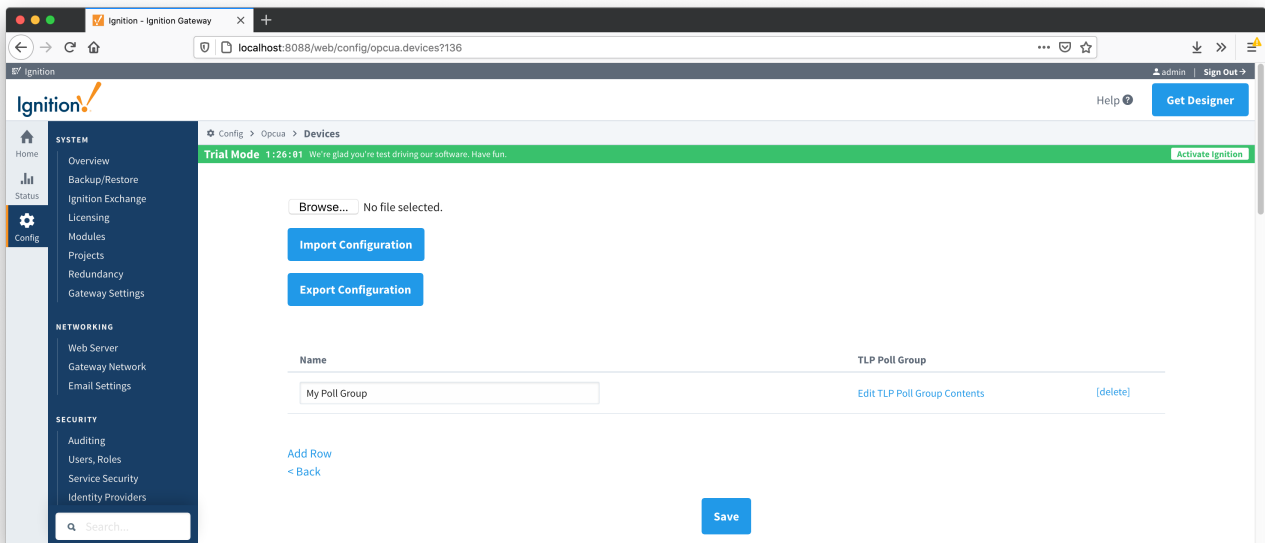 Ignition - Ignition Gateway
localhost:8088/web/config/opcua.devices?136
Ignition
admin | Sign Out
Ignition!
Help
Get Designer
Home
Status
Config
SYSTEM
Overview
Backup/Restore
Ignition Exchange
Licensing
Modules
Projects
Redundancy
Gateway Settings
NETWORKING
Web Server
Gateway Network
Email Settings
SECURITY
Auditing
Users, Roles
Service Security
Identity Providers
Search...
Config > Opcua > Devices
Trial Mode 1:26:01 We're glad you're test driving our software. Have fun.
Activate Ignition
Browse... No file selected.
Import Configuration
Export Configuration
Name TLP Poll Group
My Poll Group Edit TLP Poll Group Contents [delete]
Add Row
< Back
Save